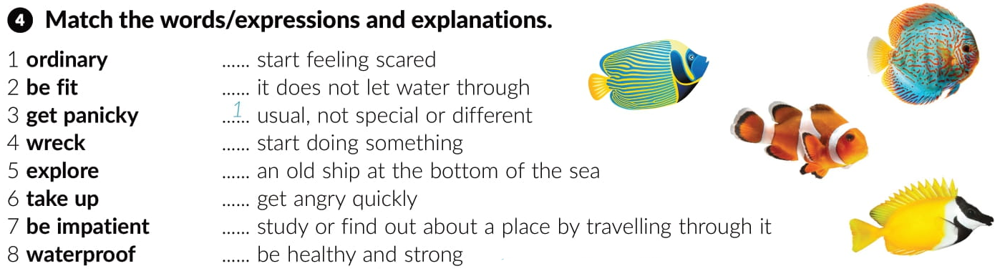 4 Match the words/expressions and explanations.
1 ordinary ...... start feeling scared
2 be fit ...... it does not let water through
3 get panicky ...1... usual, not special or different
4 wreck ...... start doing something
5 explore ...... an old ship at the bottom of the sea
6 take up ...... get angry quickly
7 be impatient ...... study or find out about a place by travelling through it
8 waterproof ...... be healthy and strong